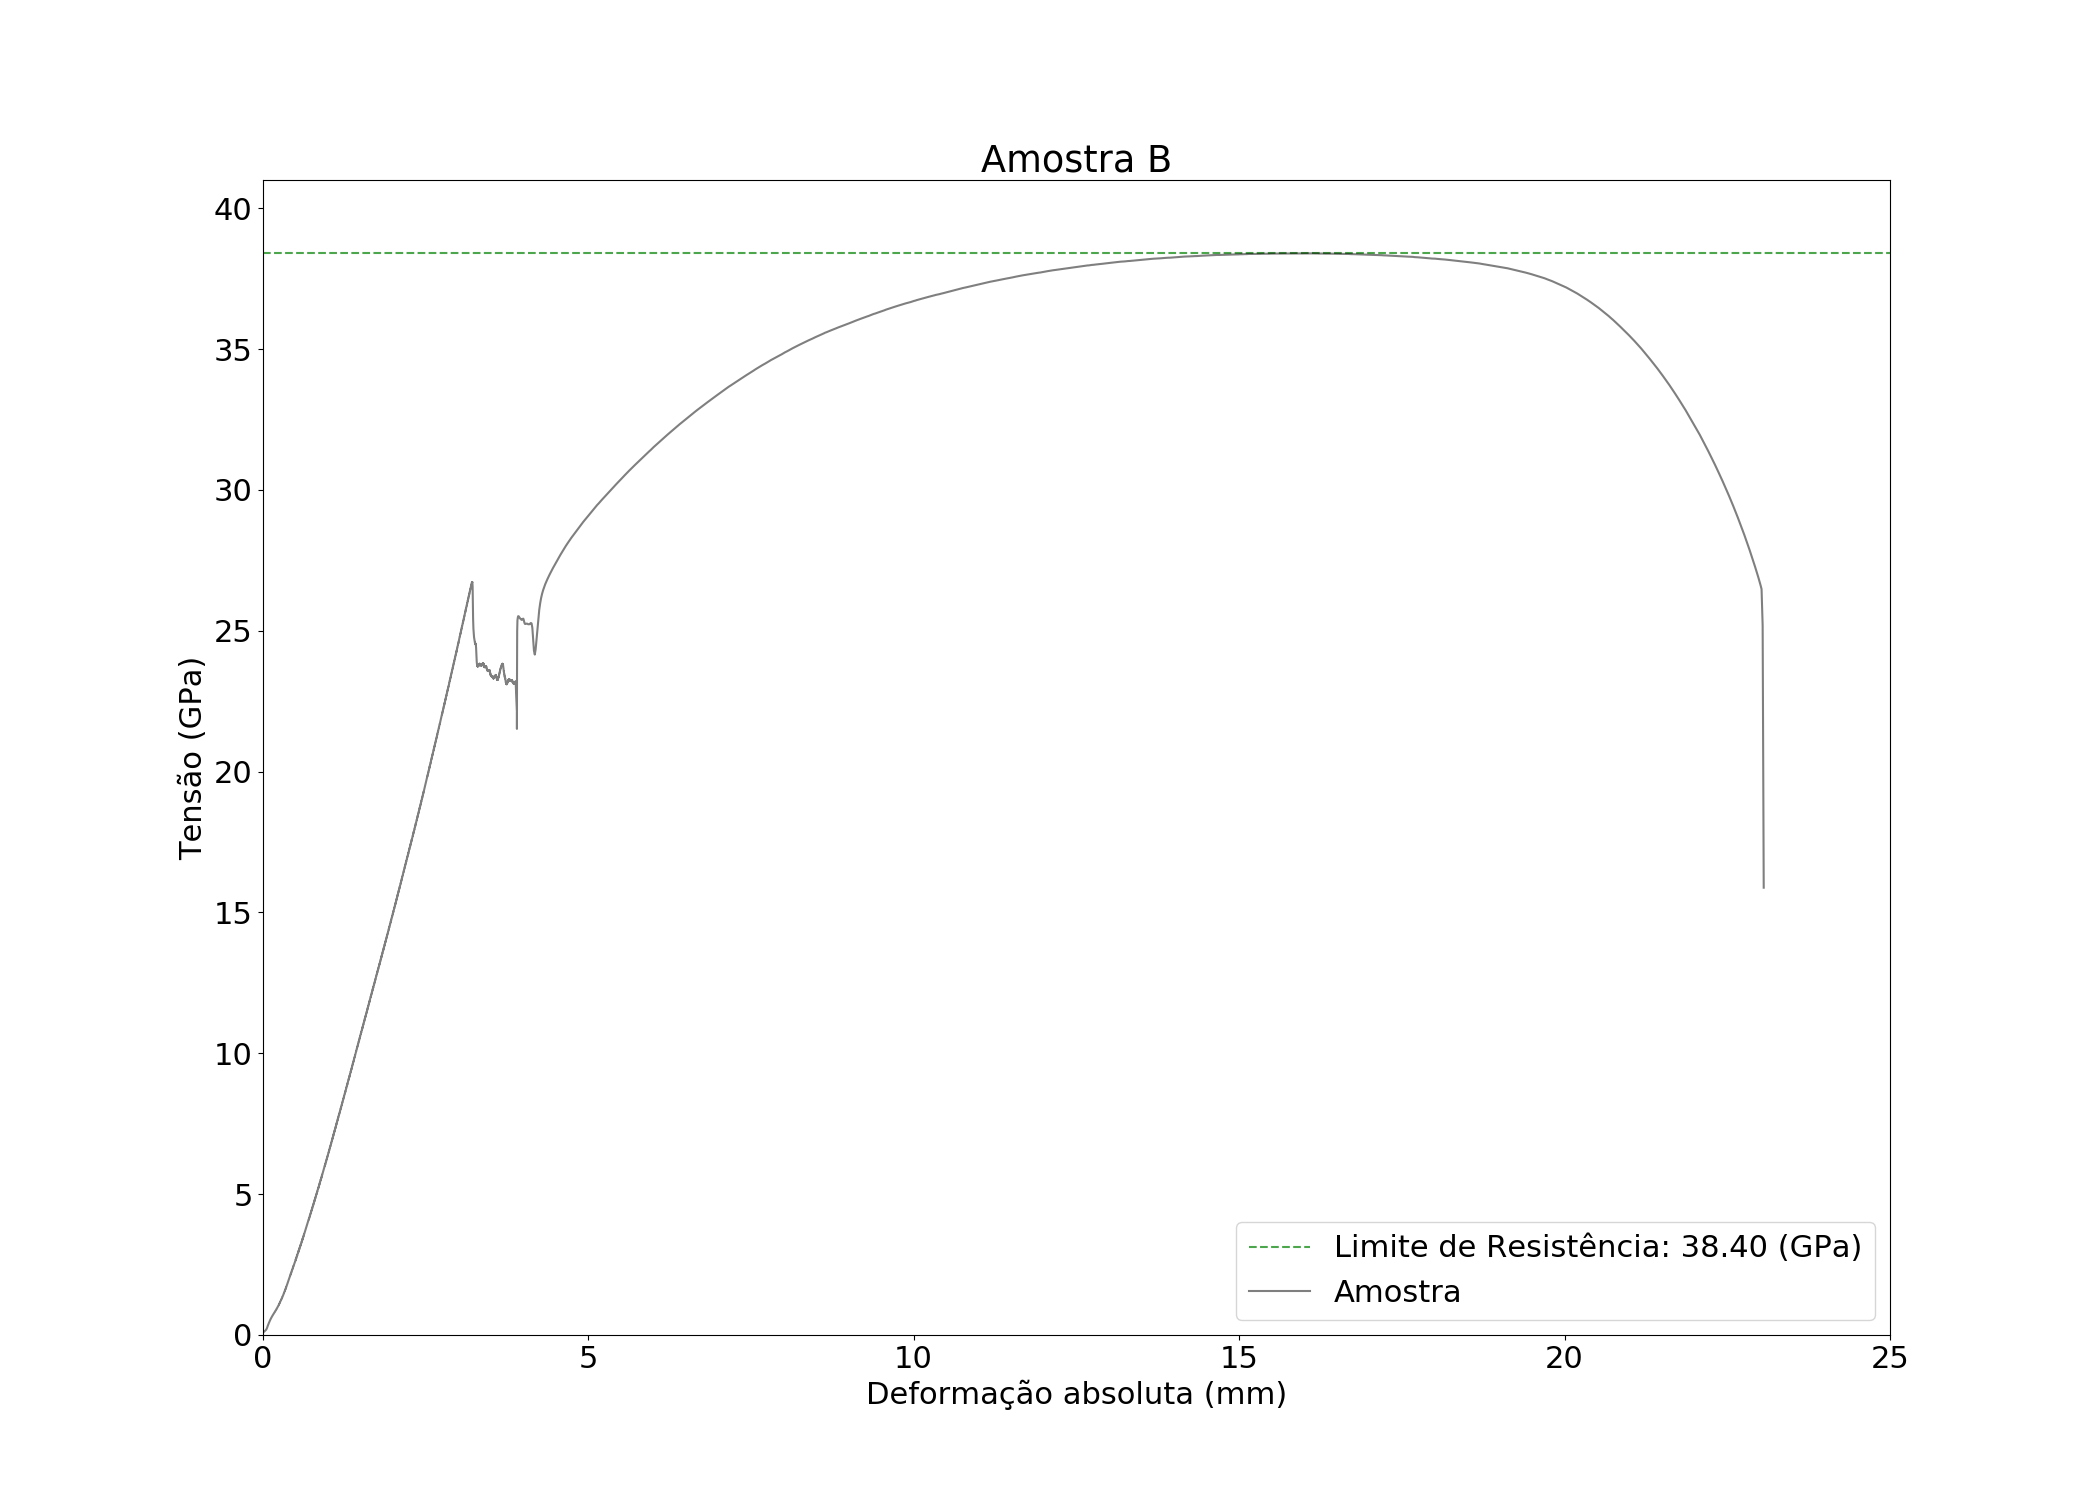 Amostra B
40
35
30
25
20
15
10
5
0
Tensão (GPa)
0 5 10 15 20 25
Deformação absoluta (mm)
Limite de Resistência: 38.40 (GPa)
Amostra